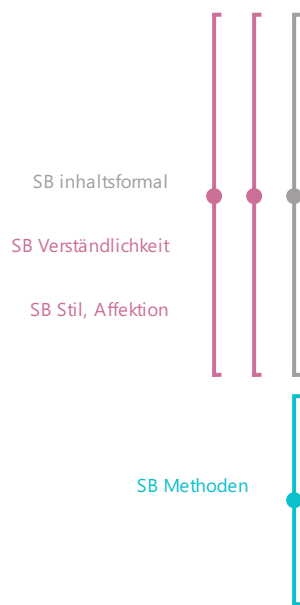 SB inhaltsformal
SB Verständlichkeit
SB Stil, Affektion
SB Methoden